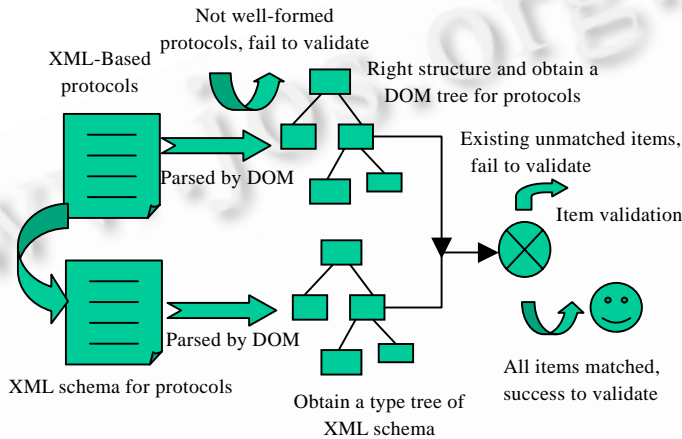 Not well-formed
protocols, fail to validate
XML-Based
protocols
Right structure and obtain a
DOM tree for protocols
Parsed by DOM
Existing unmatched items,
fail to validate
Item validation
Parsed by DOM
XML schema for protocols
Obtain a type tree of
XML schema
All items matched,
success to validate